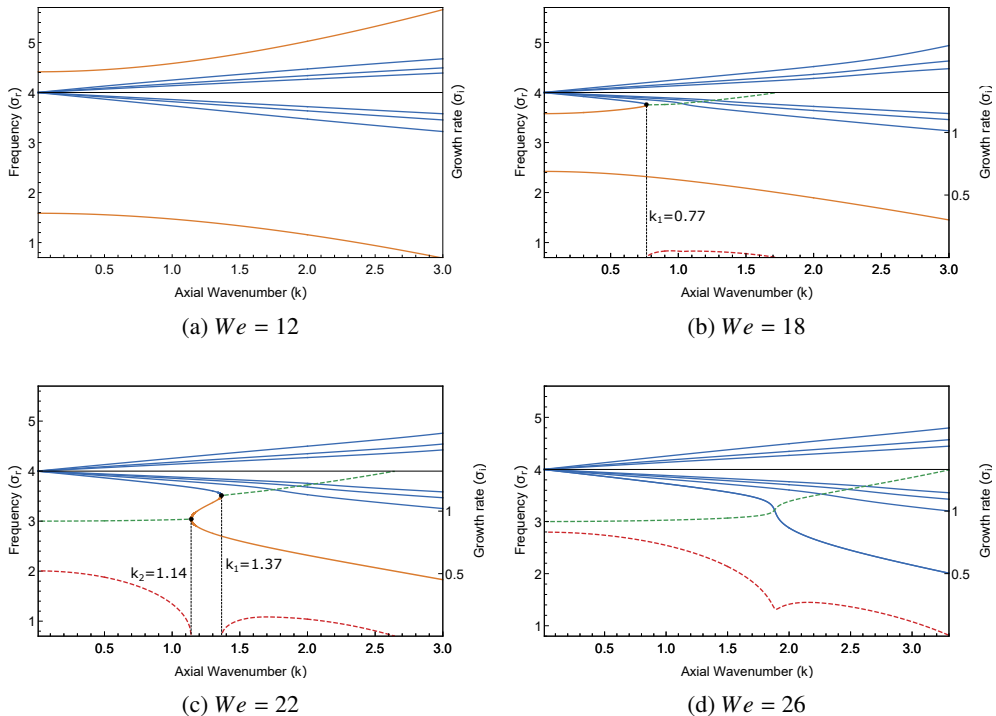 5
4
3
2
1
Frequency (σr)
Growth rate (σi)
0.5 1.0 1.5 2.0 2.5 3.0
Axial Wavenumber (k)
(a) We = 12
5
4
3
2
1
Frequency (σr)
1
0.5
Growth rate (σi)
k1=0.77
0.5 1.0 1.5 2.0 2.5 3.0
Axial Wavenumber (k)
(b) We = 18
5
4
3
2
1
Frequency (σr)
1
0.5
Growth rate (σi)
k2=1.14
k1=1.37
0.5 1.0 1.5 2.0 2.5 3.0
Axial Wavenumber (k)
(c) We = 22
5
4
3
2
1
Frequency (σr)
1
0.5
Growth rate (σi)
0.5 1.0 1.5 2.0 2.5 3.0
Axial Wavenumber (k)
(d) We = 26